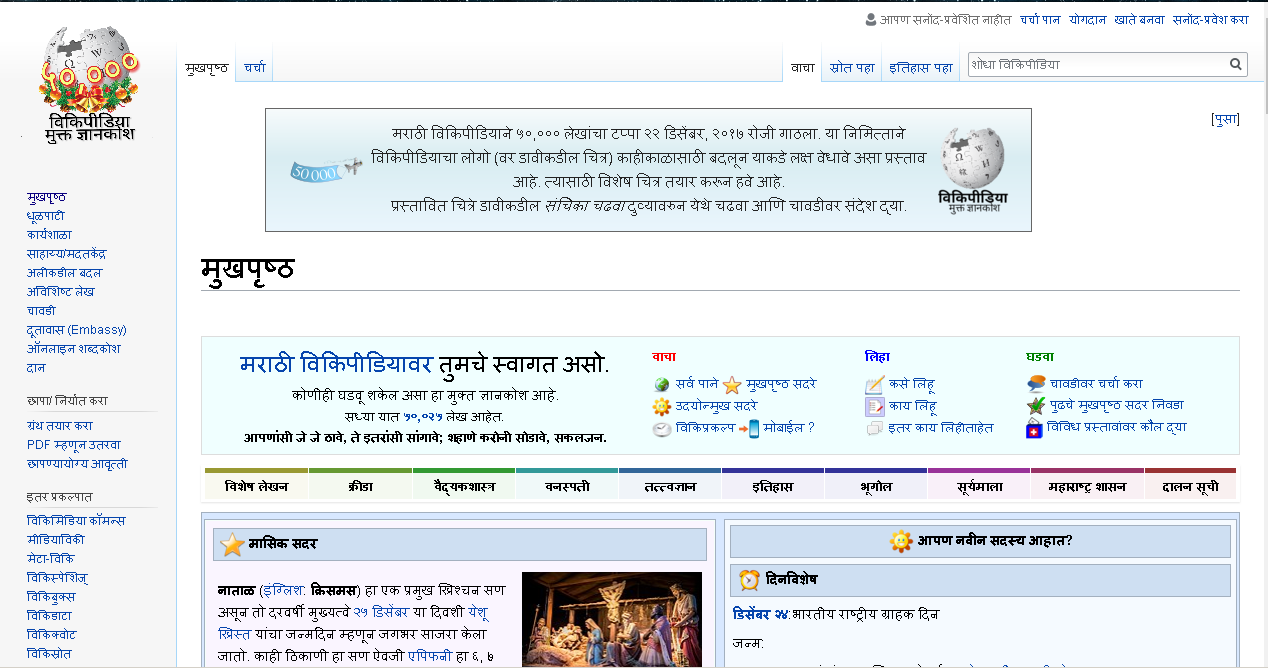 आपण सनोंद-प्रवेशित नाहीत चर्चा पान योगदान खाते बनवा सनोंद-प्रवेश करा
५०,०००
विकिपीडिया
मुक्त ज्ञानकोश
मुखपृष्ठ चर्चा वाचा स्रोत पहा इतिहास पहा शोधा विकिपीडिया
[पुसा]
50000
मराठी विकिपीडियाने ५०,००० लेखांचा टप्पा २२ डिसेंबर, २०१७ रोजी गाठला. या निमित्ताने
विकिपीडियाचा लोगो (वर डावीकडील चित्र) काहीकाळासाठी बदलून याकडे लक्ष वेधावे असा प्रस्ताव
आहे. त्यासाठी विशेष चित्र तयार करून हवे आहे.
प्रस्तावित चित्रे डावीकडील संचिका चढवा दुव्यावरुन येथे चढवा आणि चावडीवर संदेश द्या.
विकिपीडिया
मुक्त ज्ञानकोश
मुखपृष्ठ
धूळपाटी
कार्यशाळा
साहाय्य/मदतकेंद्र
अलीकडील बदल
अविशिष्ट लेख
चावडी
दूतावास (Embassy)
ऑनलाइन शब्दकोश
दान
छापा/ निर्यात करा
ग्रंथ तयार करा
PDF म्हणून उतरवा
छापण्यायोग्य आवृत्ती
इतर प्रकल्पात
विकिमिडिया कॉमन्स
मीडियाविकी
मेटा-विकि
विकिस्पेशिज्
विकिबुक्स
विकिडाटा
विकिक्वोट
विकिस्रोत
मुखपृष्ठ
मराठी विकिपीडियावर तुमचे स्वागत असो.
कोणीही घडवू शकेल असा हा मुक्त ज्ञानकोश आहे.
सध्या यात ५०,०२५ लेख आहेत.
आपणांसी जे जे ठावे, ते इतरांसी सांगावे; शहाणे करोनी सोडावे, सकलजन.
वाचा
सर्व पाने मुखपृष्ठ सदरे
उदयोन्मुख सदरे
विकिप्रकल्प मोबाईल ?
लिहा
कसे लिहू
काय लिहू
इतर काय लिहीताहेत
घडवा
चावडीवर चर्चा करा
पुढचे मुखपृष्ठ सदर निवडा
विविध प्रस्तावांवर कौल द्या
विशेष लेखन क्रीडा वैद्यकशास्त्र वनस्पती तत्त्वज्ञान इतिहास भूगोल सूर्यमाला महाराष्ट्र शासन दालन सूची
मासिक सदर
नाताळ (इंग्लिश: क्रिसमस) हा एक प्रमुख ख्रिश्चन सण
असून तो दरवर्षी मुख्यत्वे २५ डिसेंबर या दिवशी येशू
ख्रिस्त यांचा जन्मदिन म्हणून जगभर साजरा केला
जातो. काही ठिकाणी हा सण ऐवजी एपिफनी हा ६, ७
आपण नवीन सदस्य आहात?
दिनविशेष
डिसेंबर २४:भारतीय राष्ट्रीय ग्राहक दिन
जन्म: